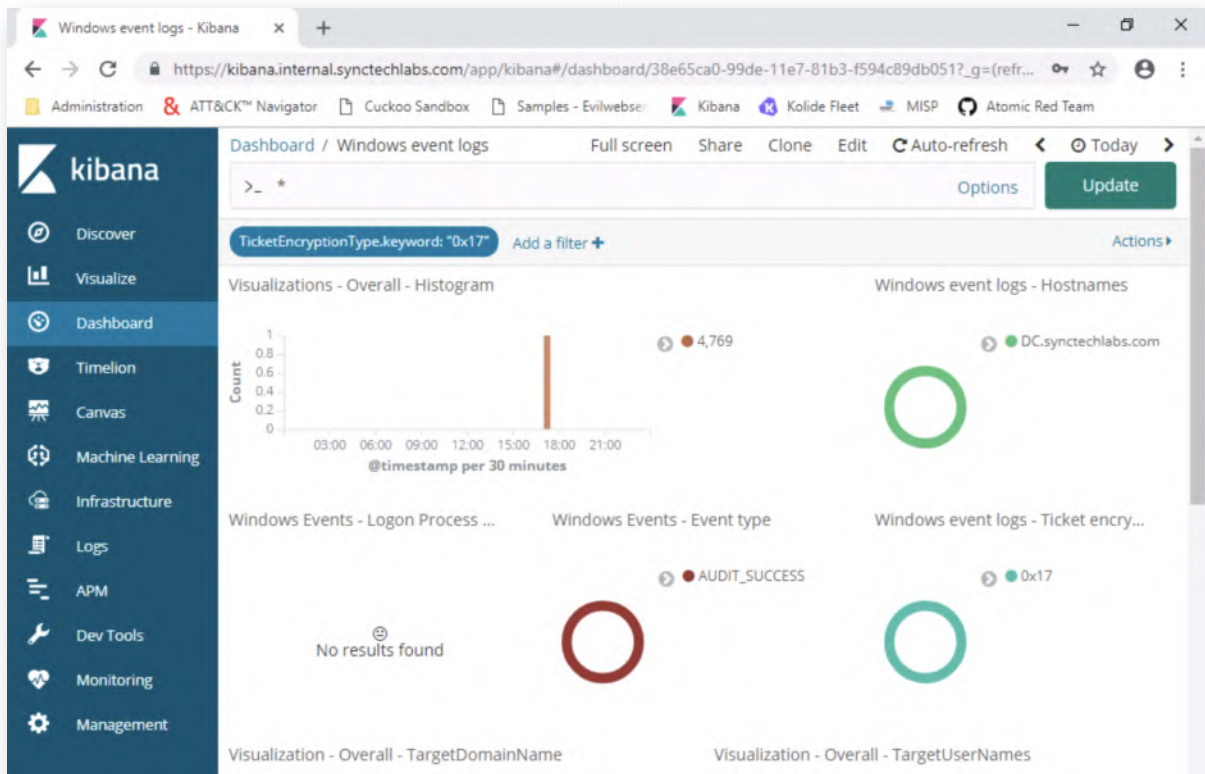 Windows event logs - Kibana
https://kibana.internal.synctechlabs.com/app/kibana#/dashboard/38e65ca0-99de-11e7-81b3-f594c89db051?_g=(refr...
Administration ATT&CK™ Navigator Cuckoo Sandbox Samples - Evilwebser Kibana Kolide Fleet MISP Atomic Red Team
kibana
Dashboard / Windows event logs Full screen Share Clone Edit Auto-refresh Today
>_ * Options Update
TicketEncryptionType.keyword: "0x17" Add a filter + Actions
Discover
Visualize
Dashboard
Timelion
Canvas
Machine Learning
Infrastructure
Logs
APM
Dev Tools
Monitoring
Management
Visualizations - Overall - Histogram
Count
1
0.8
0.6
0.4
0.2
0
03:00 06:00 09:00 12:00 15:00 18:00 21:00
@timestamp per 30 minutes
4,769
Windows event logs - Hostnames
DC.synctechlabs.com
Windows Events - Logon Process ...
No results found
Windows Events - Event type
AUDIT_SUCCESS
Windows event logs - Ticket encry...
0x17
Visualization - Overall - TargetDomainName
Visualization - Overall - TargetUserNames